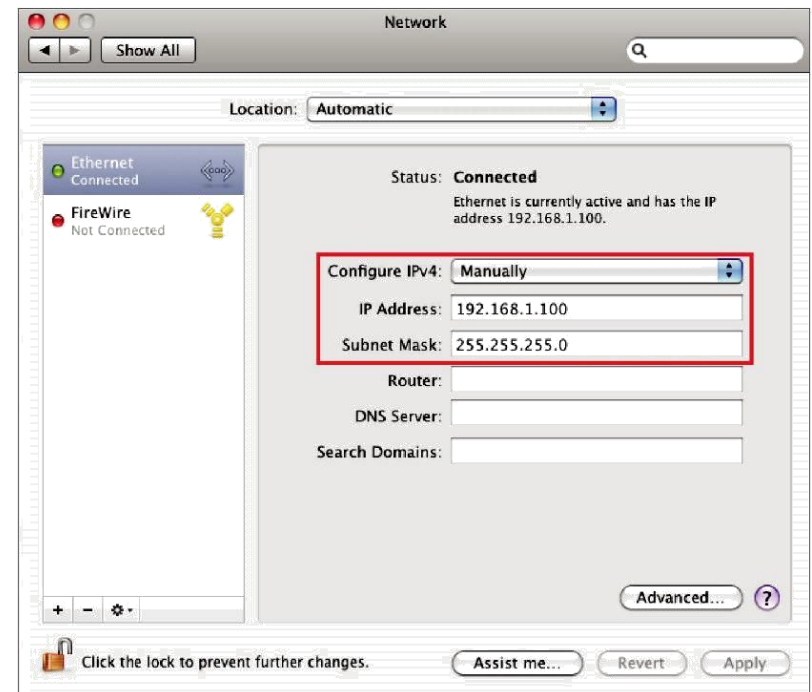 Network
Show All
Location: Automatic
Ethernet
Connected
FireWire
Not Connected
Status: Connected
Ethernet is currently active and has the IP
address 192.168.1.100.
Configure IPv4: Manually
IP Address: 192.168.1.100
Subnet Mask: 255.255.255.0
Router:
DNS Server:
Search Domains:
Advanced... ?
+ -
Click the lock to prevent further changes.
Assist me... Revert Apply